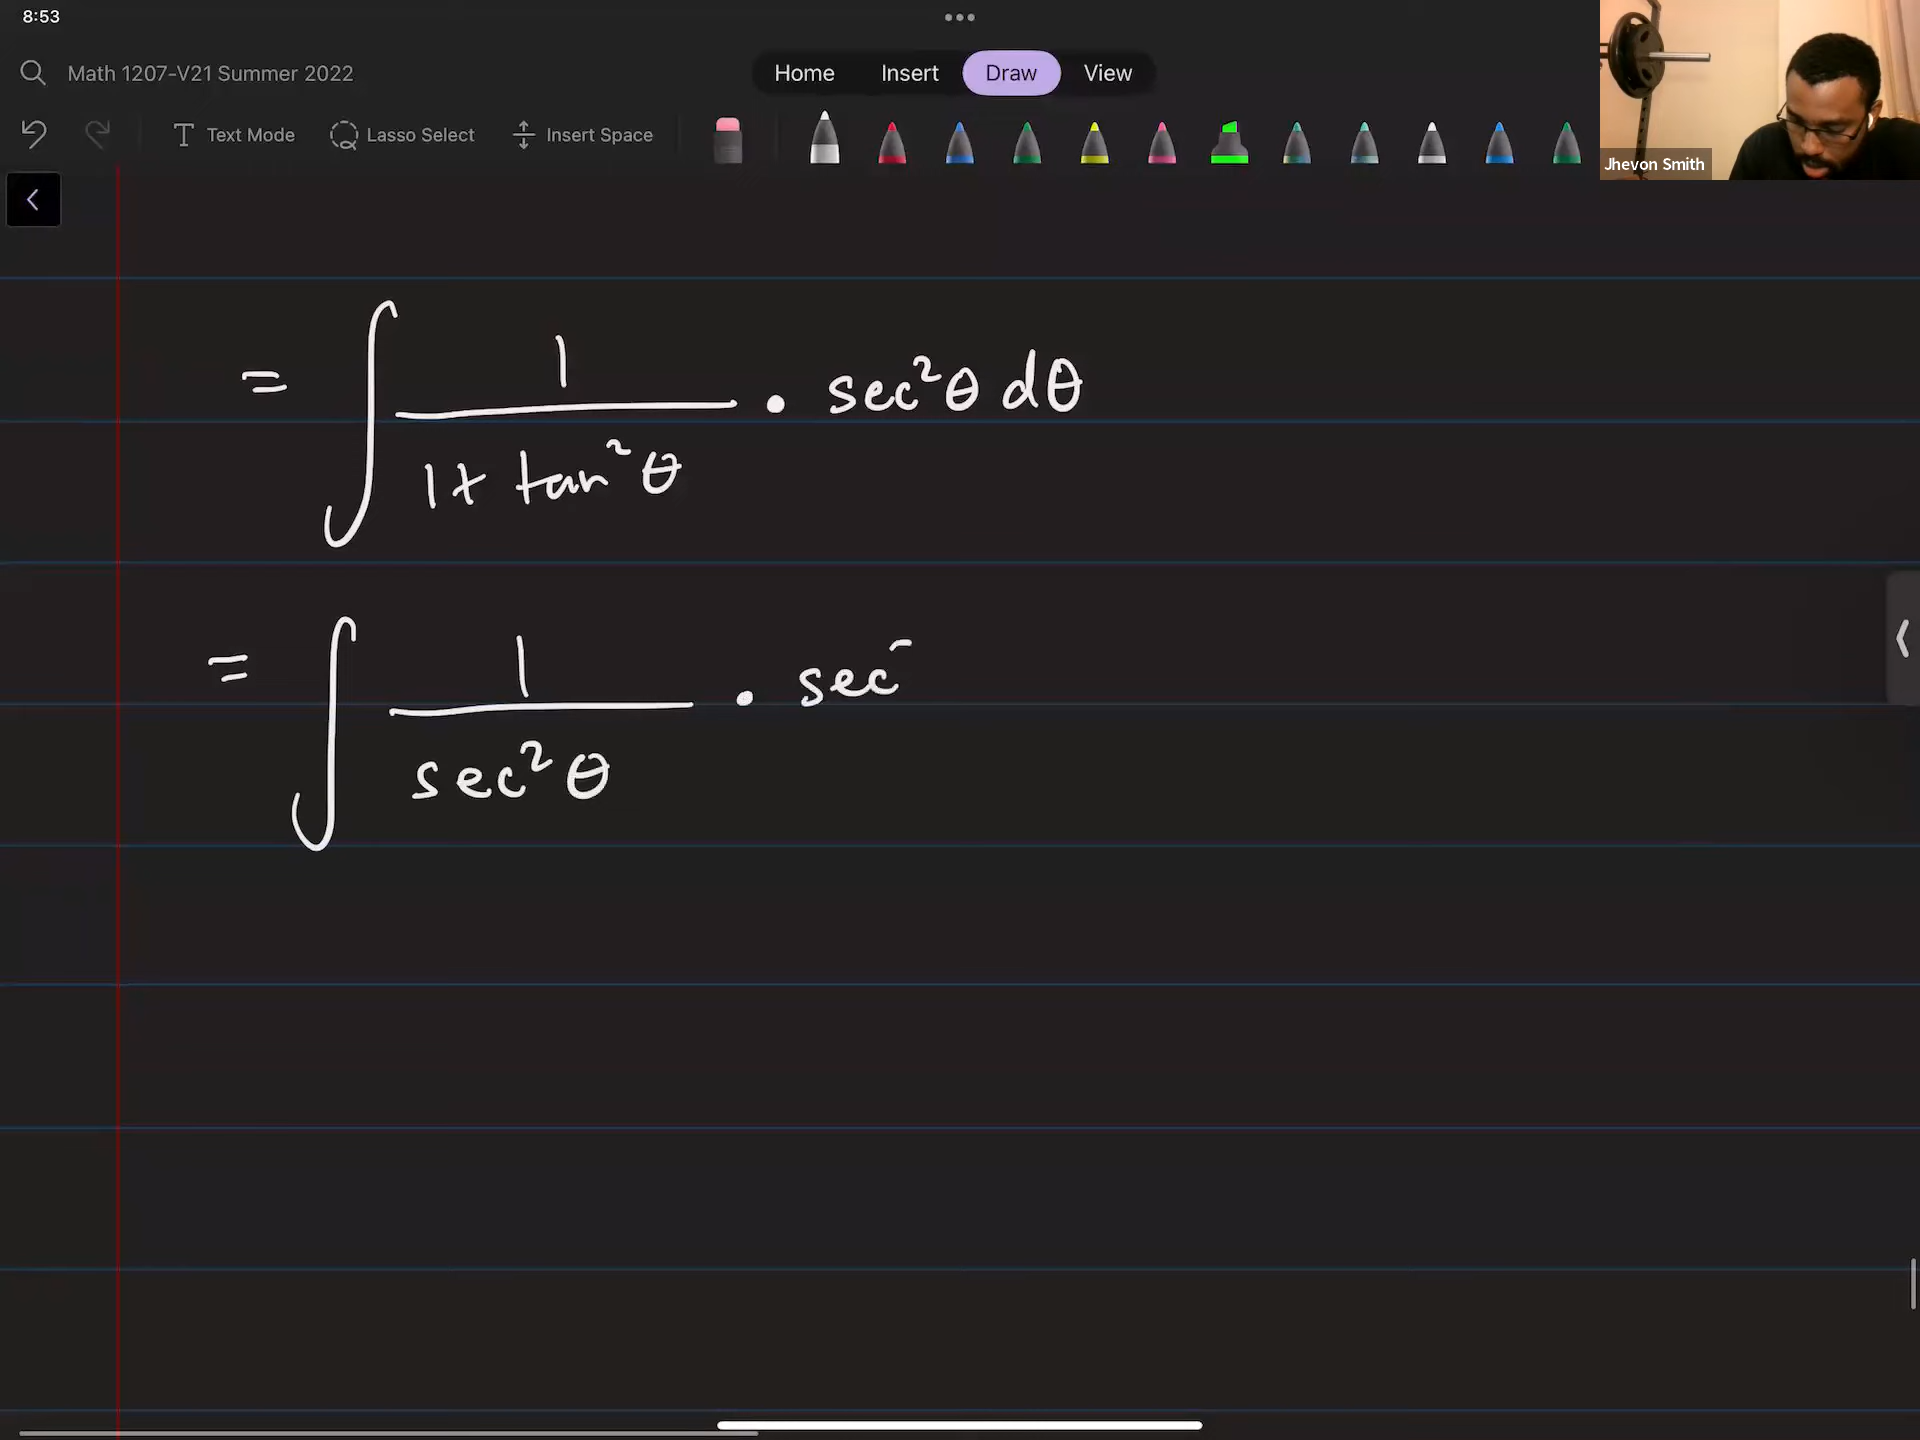 8:53
Math 1207-V21 Summer 2022
Home Insert Draw View
Text Mode Lasso Select Insert Space
Jhevon Smith
= ∫ 1/(1+ tan²θ) • sec²θ dθ
= ∫ 1/(sec²θ) • sec